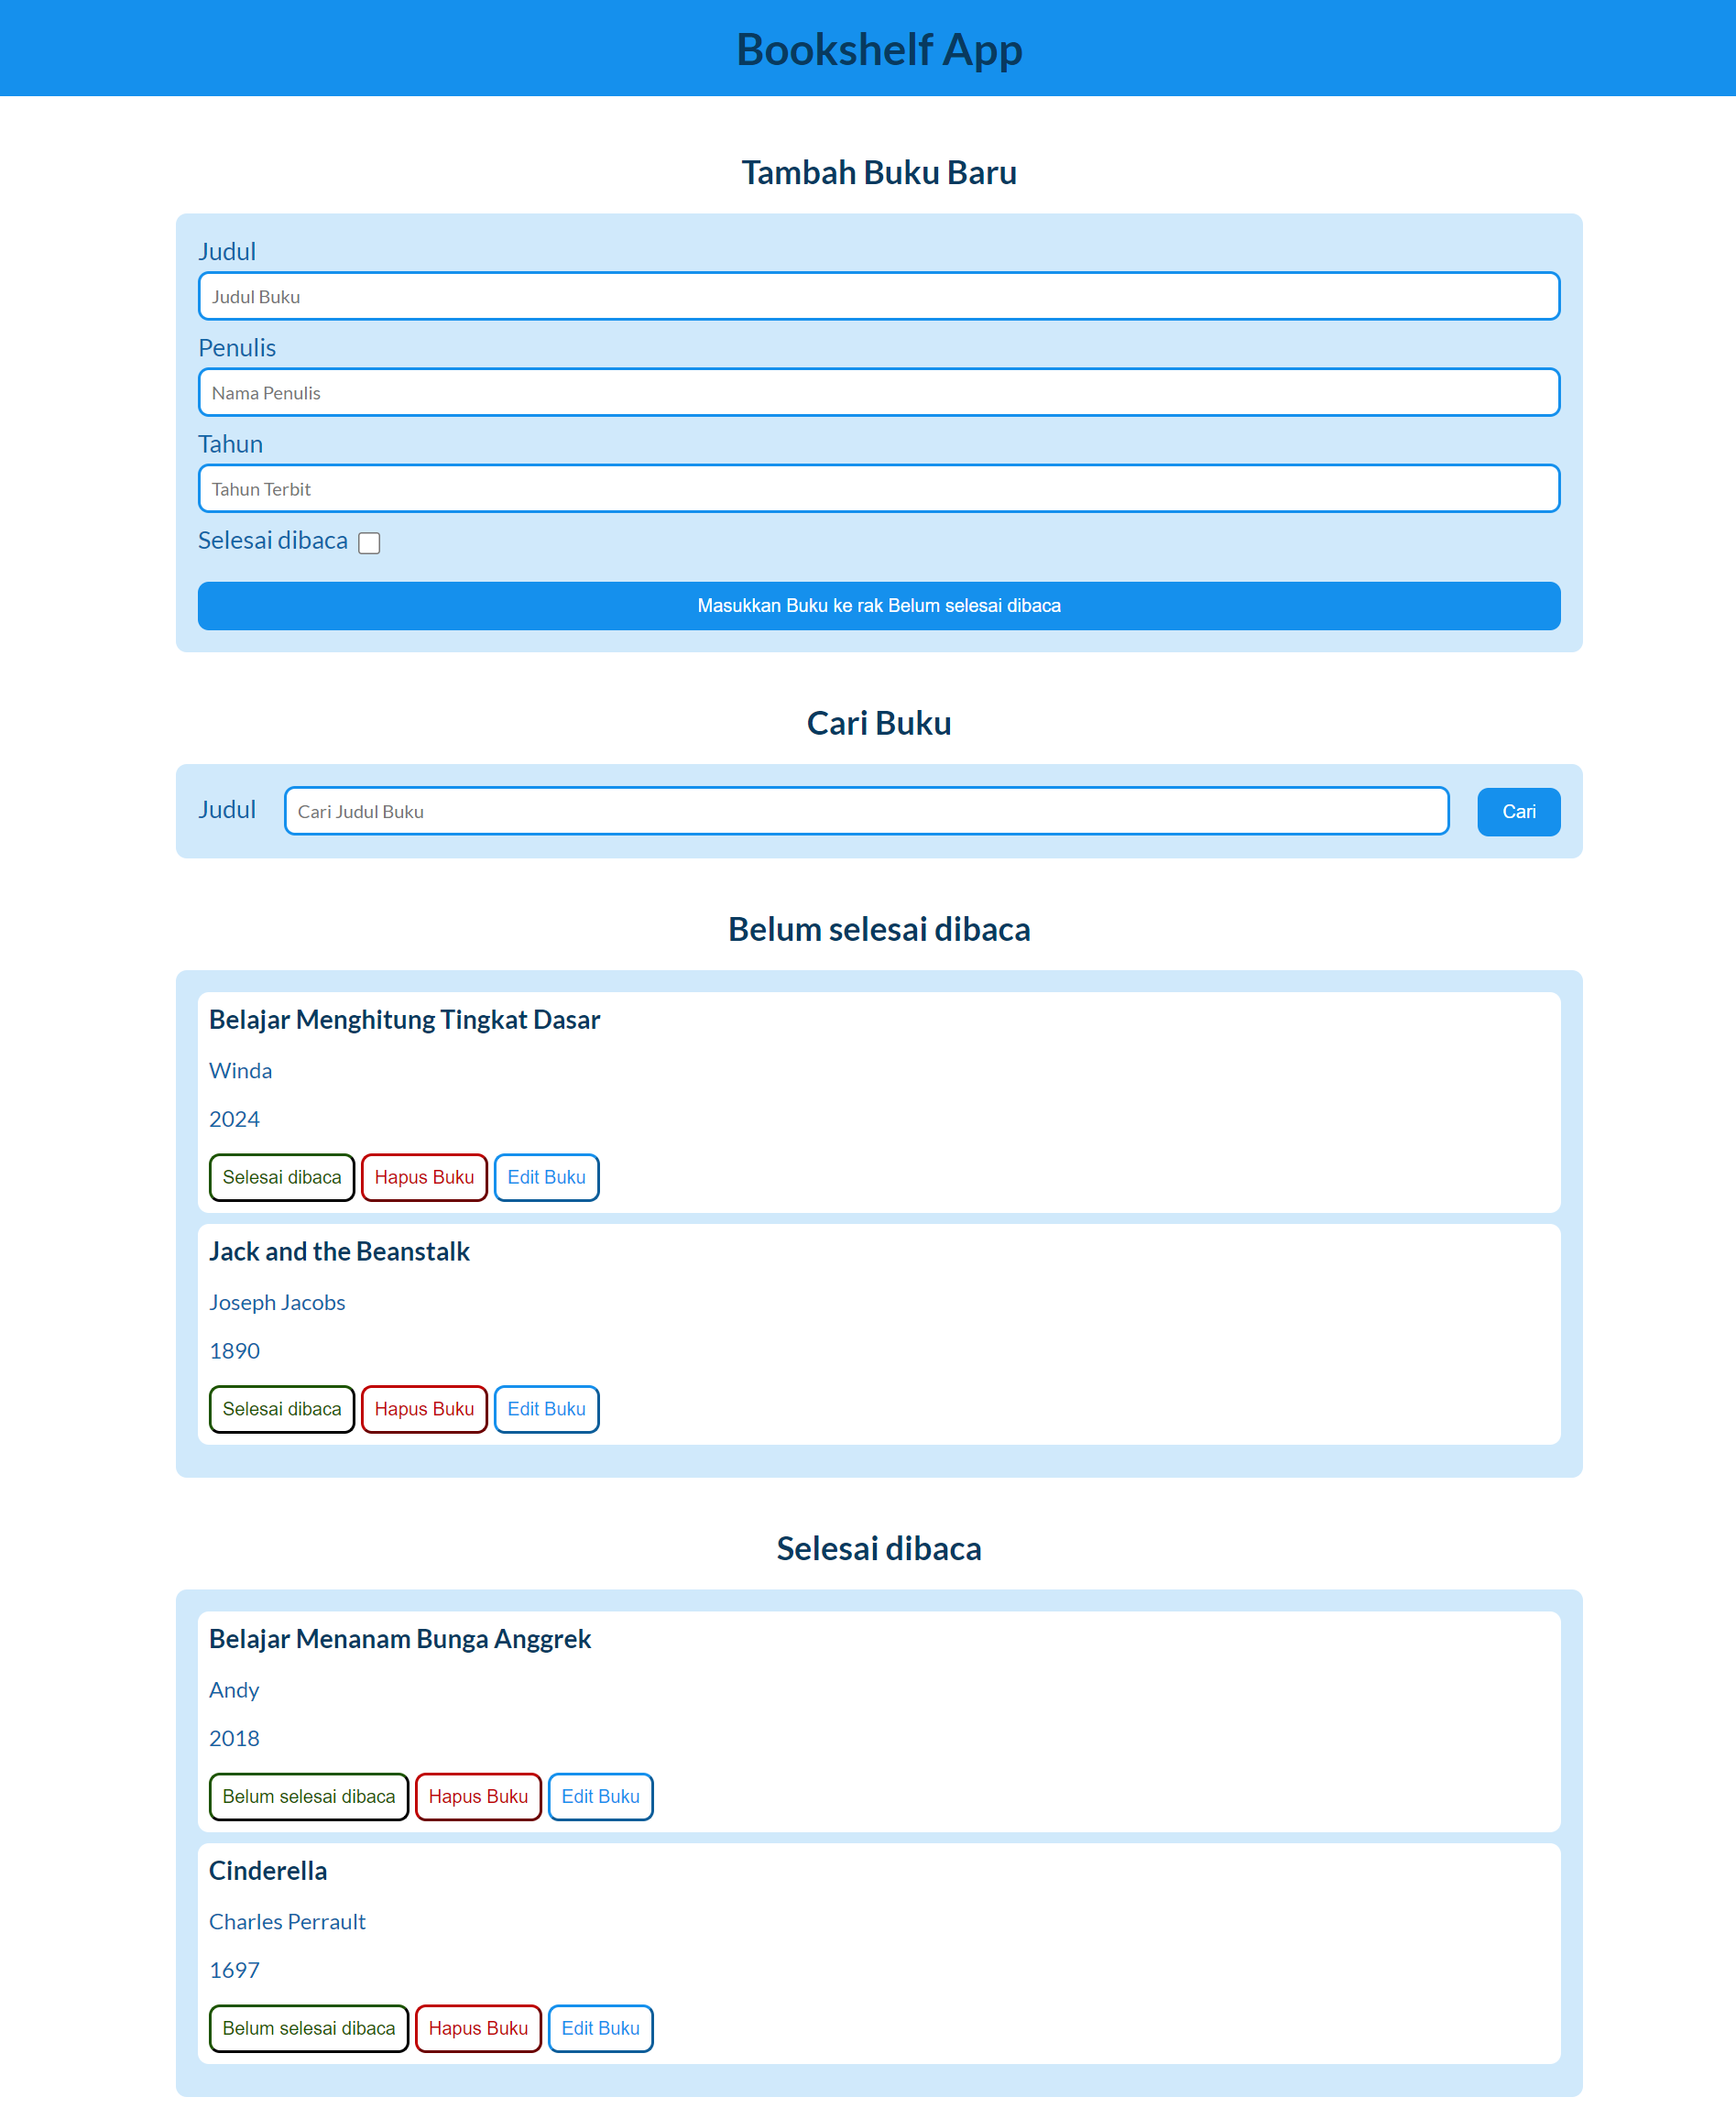 Bookshelf App
Tambah Buku Baru
Judul
Judul Buku
Penulis
Nama Penulis
Tahun
Tahun Terbit
Selesai dibaca
Masukkan Buku ke rak Belum selesai dibaca
Cari Buku
Judul Cari Judul Buku Cari
Belum selesai dibaca
Belajar Menghitung Tingkat Dasar
Winda
2024
Selesai dibaca Hapus Buku Edit Buku
Jack and the Beanstalk
Joseph Jacobs
1890
Selesai dibaca Hapus Buku Edit Buku
Selesai dibaca
Belajar Menanam Bunga Anggrek
Andy
2018
Belum selesai dibaca Hapus Buku Edit Buku
Cinderella
Charles Perrault
1697
Belum selesai dibaca Hapus Buku Edit Buku